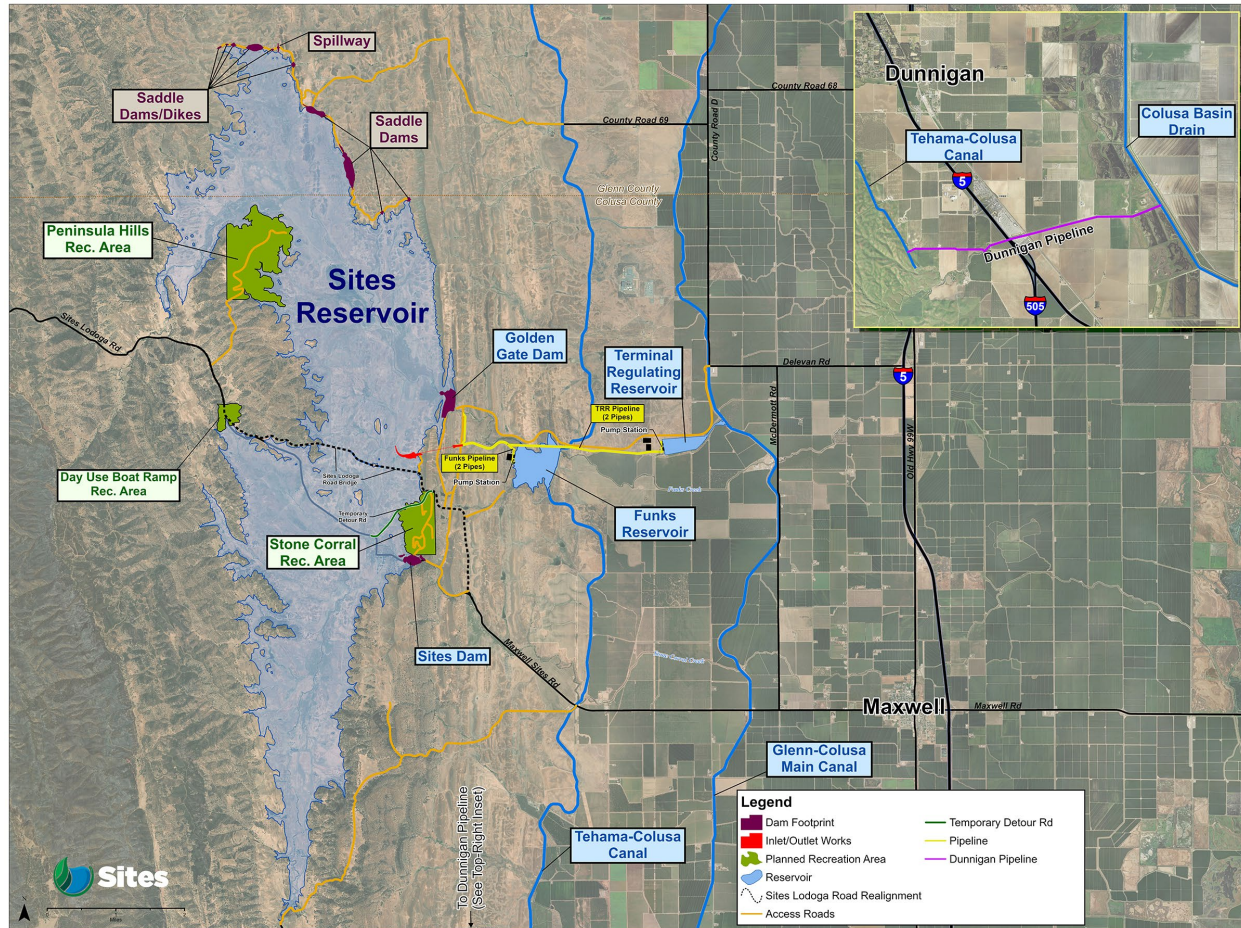 Spillway
Saddle
Dams/Dikes
Saddle
Dams
County Road 68
County Road 69
County Road D
Glenn County
Colusa County
Dunnigan
Tehama-Colusa
Canal
Colusa Basin
Drain
5
Dunnigan Pipeline
505
Peninsula Hills
Rec. Area
Sites
Reservoir
Sites Lodoga Rd
Golden
Gate Dam
Terminal
Regulating
Reservoir
Delevan Rd
5
McDermott Rd
Old Hwy 99W
TRR Pipeline
(2 Pipes)
Pump Station
Funks Pipeline
(2 Pipes)
Pump Station
Day Use Boat Ramp
Rec. Area
Sites Lodoga
Road Bridge
Temporary
Detour Rd
Funks Creek
Funks
Reservoir
Stone Corral
Rec. Area
Sites Dam
Maxwell Sites Rd
Stone Corral Creek
Maxwell
Maxwell Rd
Glenn-Colusa
Main Canal
Tehama-Colusa
Canal
To Dunnigan Pipeline
(See Top-Right Inset)
Legend
Dam Footprint
Inlet/Outlet Works
Planned Recreation Area
Reservoir
Sites Lodoga Road Realignment
Access Roads
Temporary Detour Rd
Pipeline
Dunnigan Pipeline
Sites
N
Miles